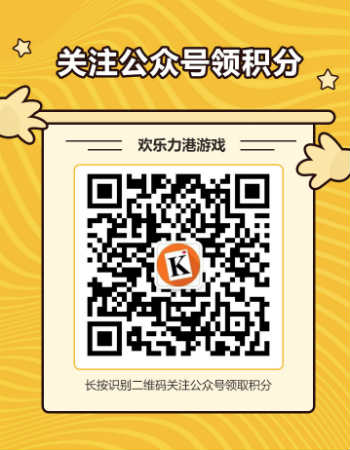 关注公众号领积分
欢乐力港游戏
K
长按识别二维码关注公众号领取积分